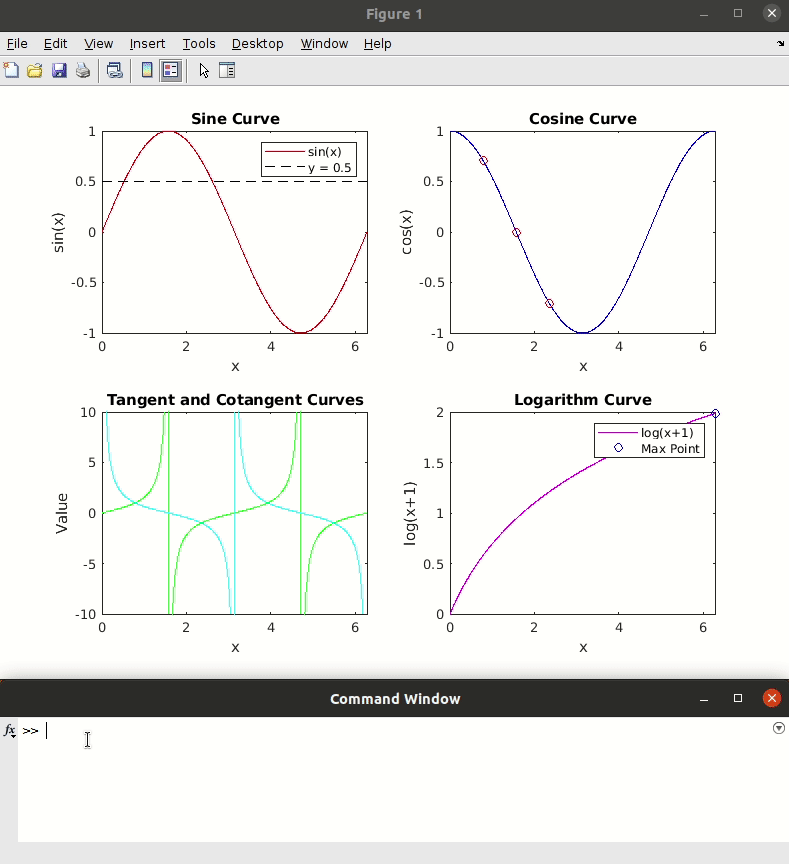 Figure 1
File Edit View Insert Tools Desktop Window Help
Sine Curve
1
0.5
0
-0.5
-1
sin(x)
sin(x)
y = 0.5
0 2 4 6
x
Cosine Curve
1
0.5
0
-0.5
-1
cos(x)
0 2 4 6
x
Tangent and Cotangent Curves
10
5
0
-5
-10
Value
0 2 4 6
x
Logarithm Curve
2
1.5
1
0.5
0
log(x+1)
log(x+1)
Max Point
0 2 4 6
x
Command Window
fx >>